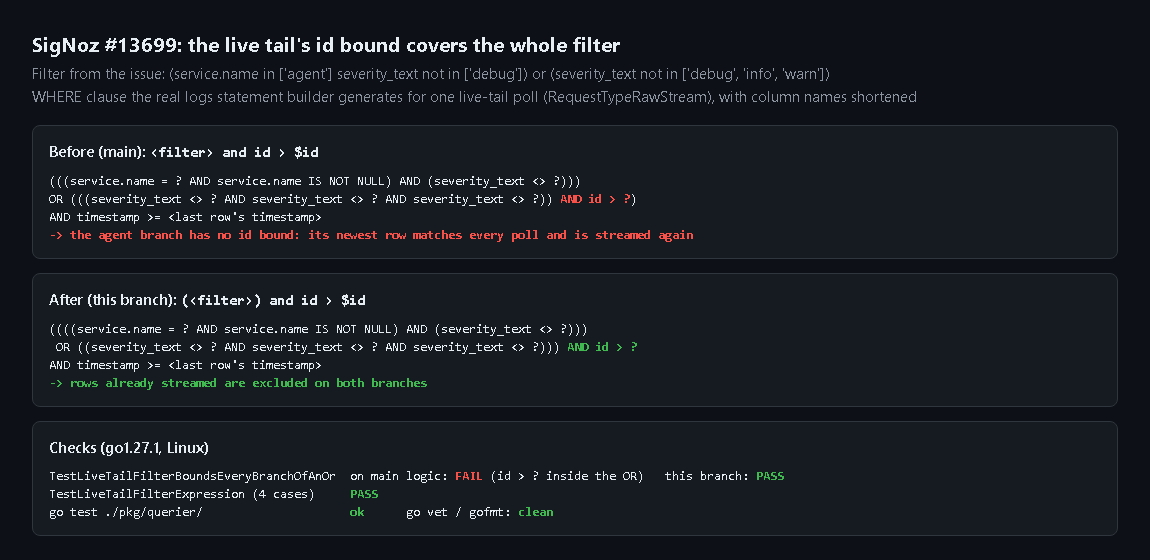 SigNoz #13699: the live tail's id bound covers the whole filter
Filter from the issue: (service.name in ['agent'] severity_text not in ['debug']) or (severity_text not in ['debug', 'info', 'warn'])
WHERE clause the real logs statement builder generates for one live-tail poll (RequestTypeRawStream), with column names shortened
Before (main): <filter> and id > $id
(((service.name = ? AND service.name IS NOT NULL) AND (severity_text <> ?)))
OR (((severity_text <> ? AND severity_text <> ? AND severity_text <> ?)) AND id > ?)
AND timestamp >= <last row's timestamp>
-> the agent branch has no id bound: its newest row matches every poll and is streamed again
After (this branch): (<filter>) and id > $id
((((service.name = ? AND service.name IS NOT NULL) AND (severity_text <> ?)))
OR ((severity_text <> ? AND severity_text <> ? AND severity_text <> ?))) AND id > ?
AND timestamp >= <last row's timestamp>
-> rows already streamed are excluded on both branches
Checks (go1.27.1, Linux)
TestLiveTailFilterBoundsEveryBranchOfAnOr on main logic: FAIL (id > ? inside the OR) this branch: PASS
TestLiveTailFilterExpression (4 cases) PASS
go test ./pkg/querier/ ok go vet / gofmt: clean